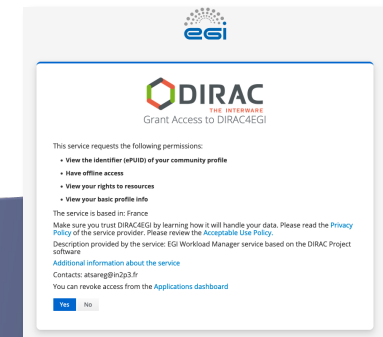 egi
DIRAC
THE INTERWARE
Grant Access to DIRAC4EGI
This service requests the following permissions:
• View the identifier (ePUID) of your community profile
• Have offline access
• View your rights to resources
• View your basic profile info
The service is based in: France
Make sure you trust DIRAC4EGI by learning how it will handle your data. Please read the Privacy
Policy of the service provider. Please review the Acceptable Use Policy.
Description provided by the service: EGI Workload Manager service based on the DIRAC Project
software
Additional information about the service
Contacts: atsareg@in2p3.fr
You can revoke access from the Applications dashboard
Yes No